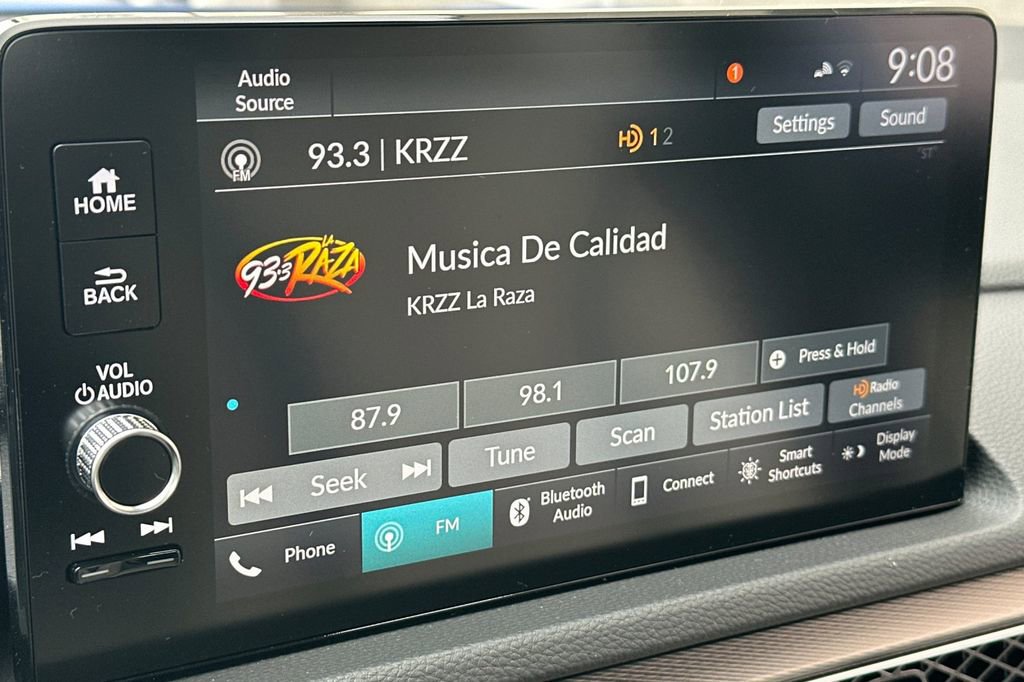 Audio
Source
1
9:08
FM
93.3 | KRZZ
HD 1 2
Settings
Sound
ST
HOME
BACK
VOL
AUDIO
93.3 LA RAZA
Musica De Calidad
KRZZ La Raza
87.9
98.1
107.9
Press & Hold
Seek
Tune
Scan
Station List
HD Radio
Channels
Phone
FM
Bluetooth
Audio
Connect
Smart
Shortcuts
Display
Mode